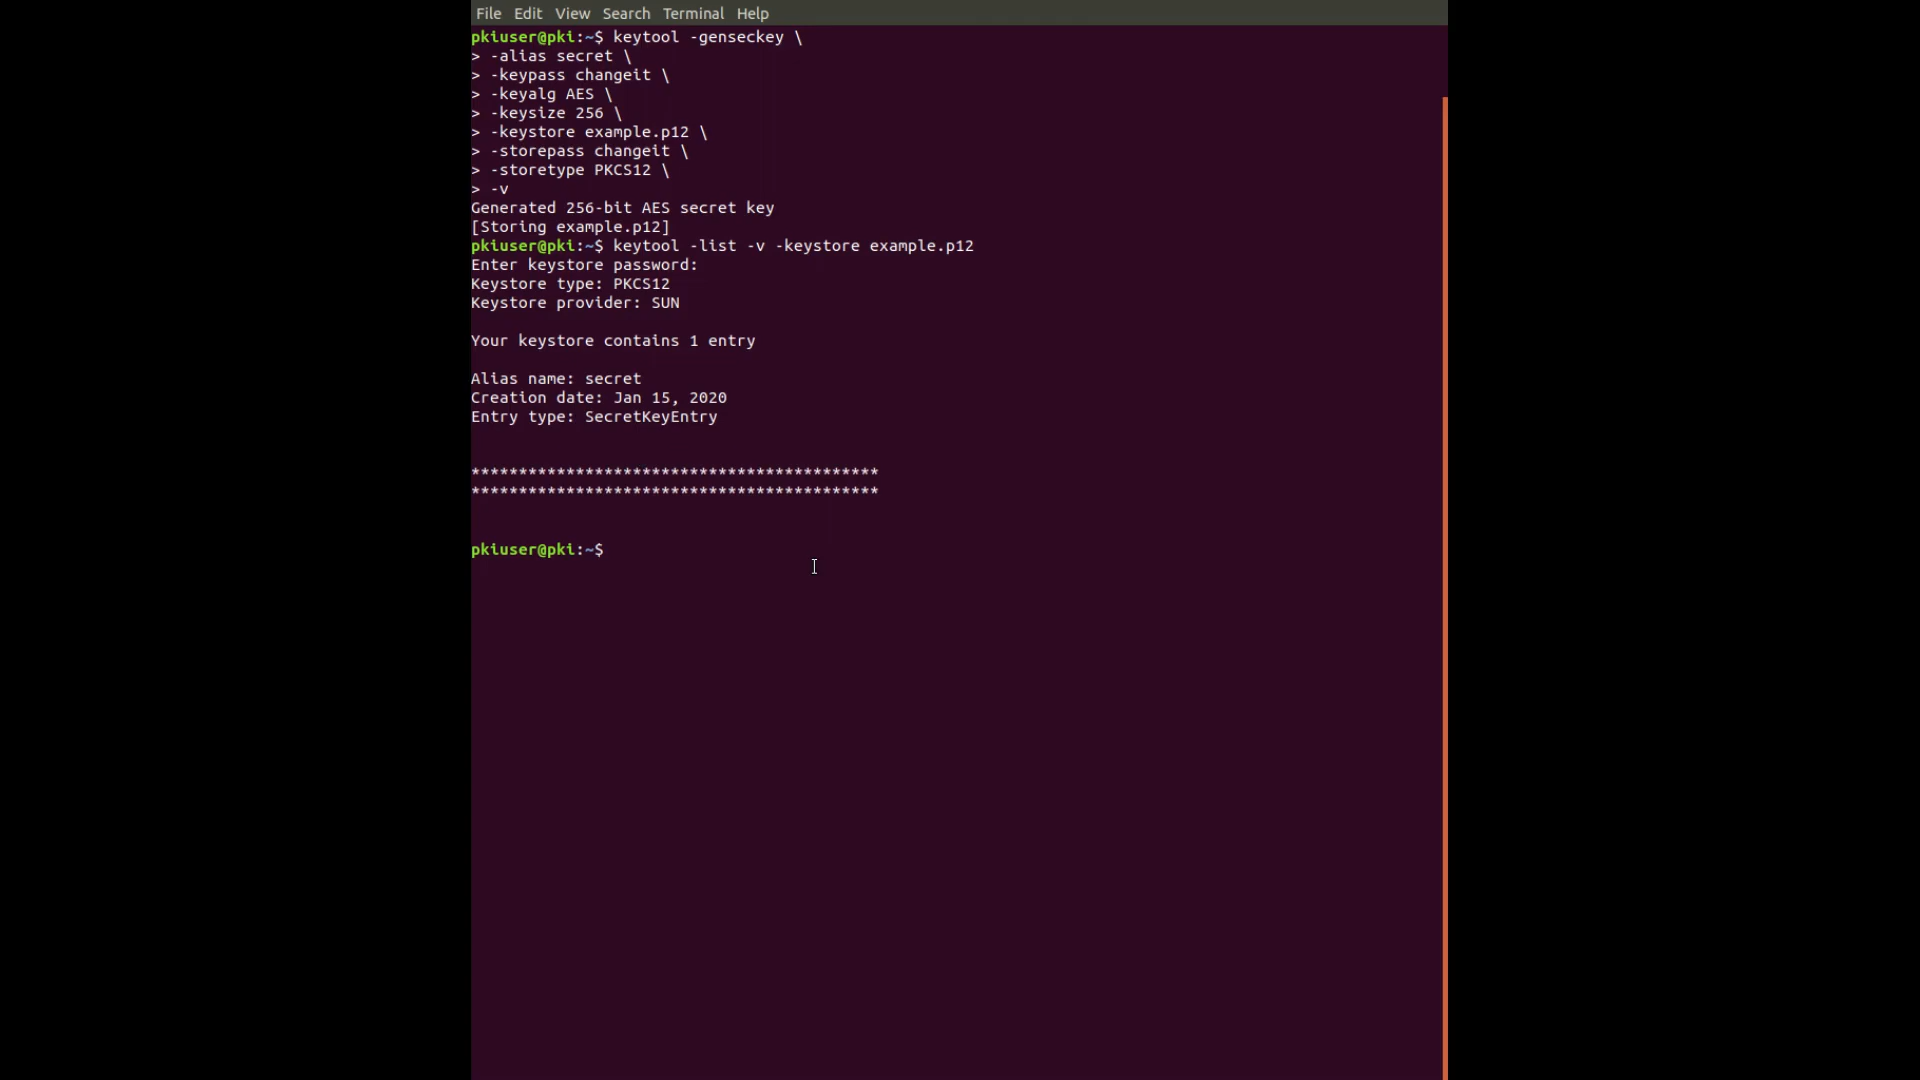 File Edit View Search Terminal Help
pkiuser@pki:~$ keytool -genseckey \
> -alias secret \
> -keypass changeit \
> -keyalg AES \
> -keysize 256 \
> -keystore example.p12 \
> -storepass changeit \
> -storetype PKCS12 \
> -v
Generated 256-bit AES secret key
[Storing example.p12]
pkiuser@pki:~$ keytool -list -v -keystore example.p12
Enter keystore password:
Keystore type: PKCS12
Keystore provider: SUN
Your keystore contains 1 entry
Alias name: secret
Creation date: Jan 15, 2020
Entry type: SecretKeyEntry
*******************************************
*******************************************
pkiuser@pki:~$